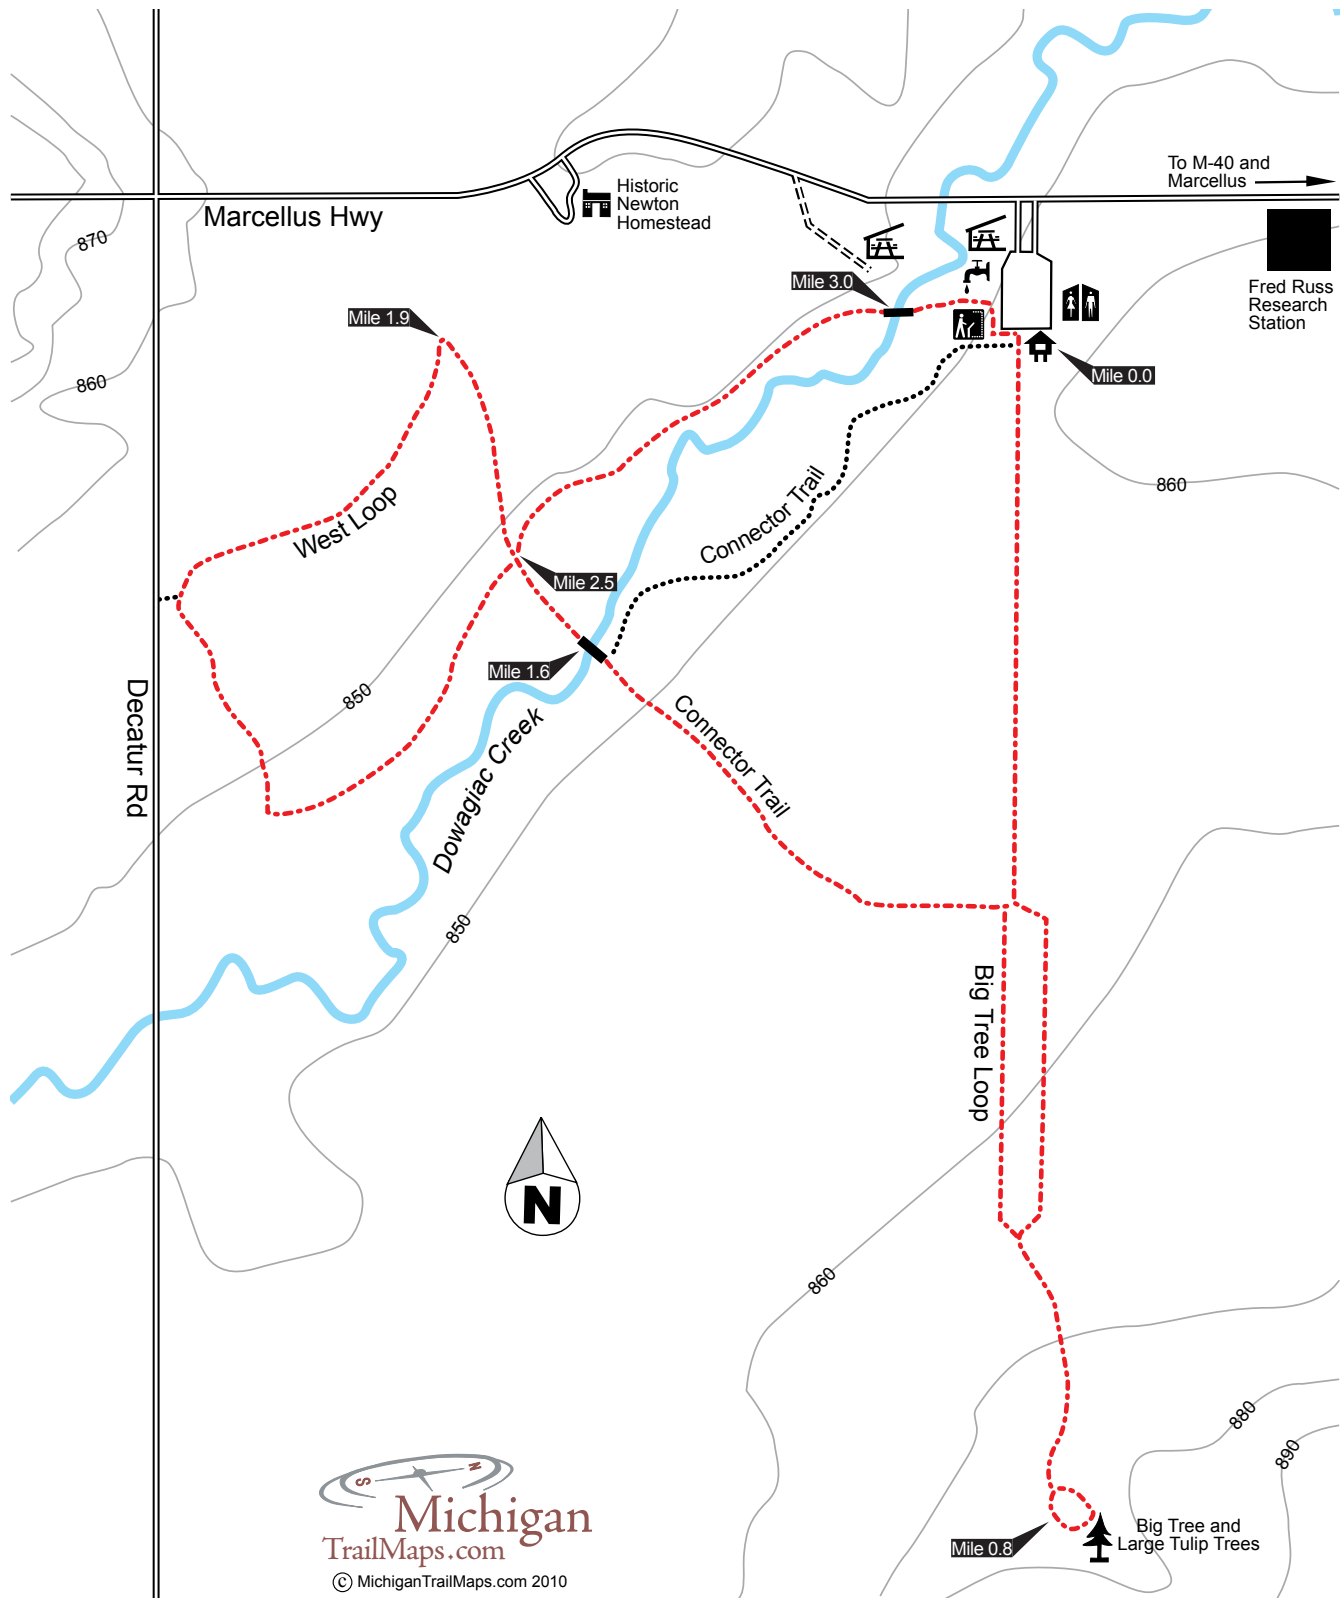 To M-40 and
Marcellus
Historic
Newton
Homestead
Marcellus Hwy
870
Mile 3.0
Fred Russ
Research
Station
Mile 1.9
Mile 0.0
860
860
West Loop
Connector Trail
Mile 2.5
Mile 1.6
850
Decatur Rd
Dowagiac Creek
Connector Trail
850
Big Tree Loop
N
860
880
890
S
N
Michigan
TrailMaps.com
© MichiganTrailMaps.com 2010
Mile 0.8
Big Tree and
Large Tulip Trees